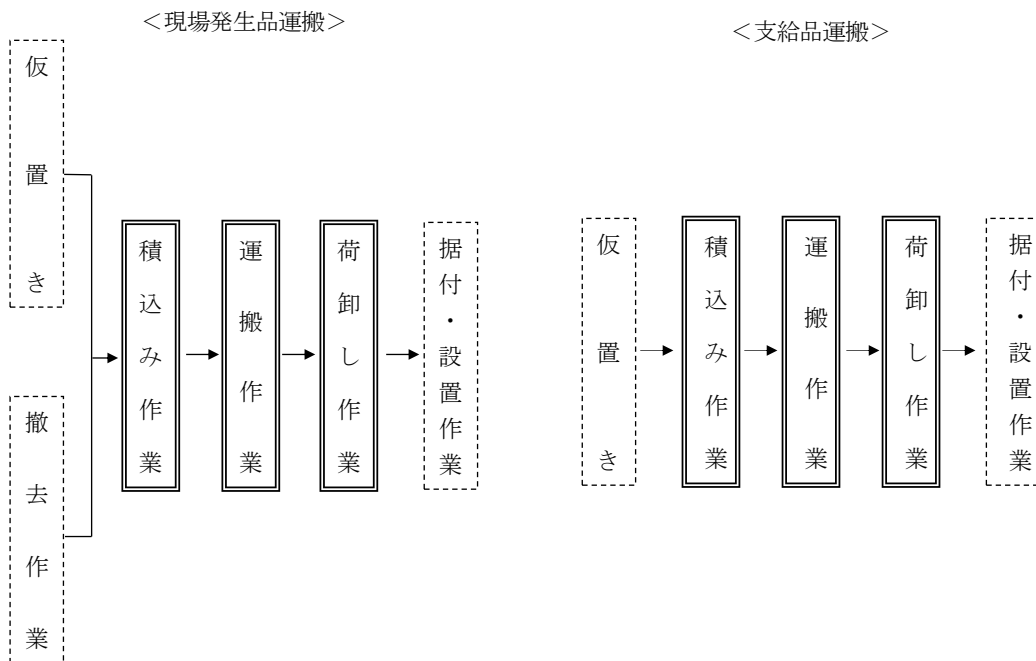 ＜現場発生品運搬＞
仮置き
撤去作業
積込み作業
運搬作業
荷卸し作業
据付・設置作業
＜支給品運搬＞
仮置き
積込み作業
運搬作業
荷卸し作業
据付・設置作業